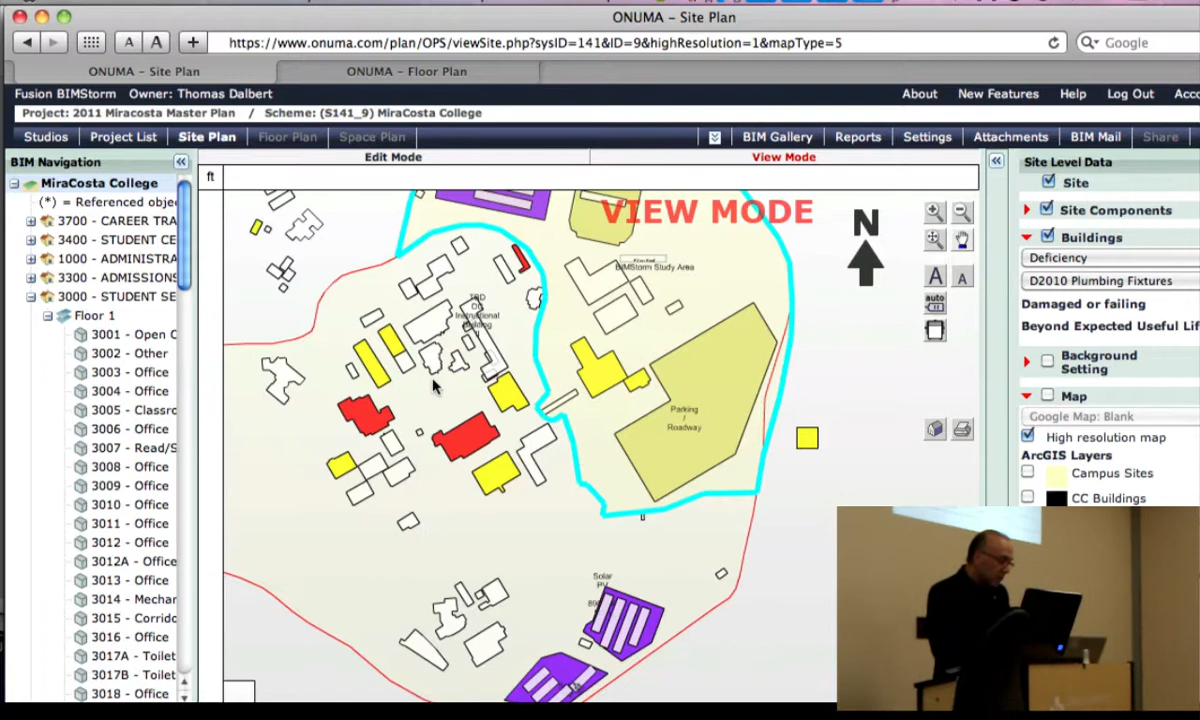 ONUMA – Site Plan
A A + https://www.onuma.com/plan/OPS/viewSite.php?sysID=141&ID=9&highResolution=1&mapType=5 Google
ONUMA – Site Plan ONUMA – Floor Plan
Fusion BIMStorm Owner: Thomas Dalbert About New Features Help Log Out Acco
Project: 2011 Miracosta Master Plan / Scheme: (S141_9) MiraCosta College
Studios Project List Site Plan Floor Plan Space Plan BIM Gallery Reports Settings Attachments BIM Mail Share
BIM Navigation
MiraCosta College
(*) = Referenced objec
3700 - CAREER TRA
3400 - STUDENT CE
1000 - ADMINISTRA
3300 - ADMISSIONS
3000 - STUDENT SE
Floor 1
3001 - Open C
3002 - Other
3003 - Office
3004 - Office
3005 - Classro
3006 - Office
3007 - Read/S
3008 - Office
3009 - Office
3010 - Office
3011 - Office
3012 - Office
3012A - Office
3013 - Office
3014 - Mechar
3015 - Corrido
3016 - Office
3017A - Toilet
3017B - Toilet
3018 - Office
Edit Mode View Mode
ft
VIEW MODE
N
BIMStorm Study Area
TBD
OC
Instructional
Building
Parking
/
Roadway
U
Solar
PV
A A
auto
Site Level Data
Site
Site Components
Buildings
Deficiency
D2010 Plumbing Fixtures
Damaged or failing
Beyond Expected Useful Lif
Background
Setting
Map
Google Map: Blank
High resolution map
ArcGIS Layers
Campus Sites
CC Buildings